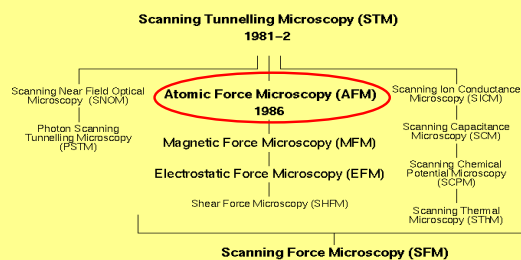 Scanning Tunnelling Microscopy (STM)
1981-2
Scanning Near Field Optical
Microscopy (SNOM)
Photon Scanning
Tunnelling Microscopy
(PSTM)
Atomic Force Microscopy (AFM)
1986
Magnetic Force Microscopy (MFM)
Electrostatic Force Microscopy (EFM)
Shear Force Microscopy (SHFM)
Scanning Ion Conductance
Microscopy (SICM)
Scanning Capacitance
Microscopy (SCM)
Scanning Chemical
Potential Microscopy
(SCPM)
Scanning Thermal
Microscopy (SThM)
Scanning Force Microscopy (SFM)